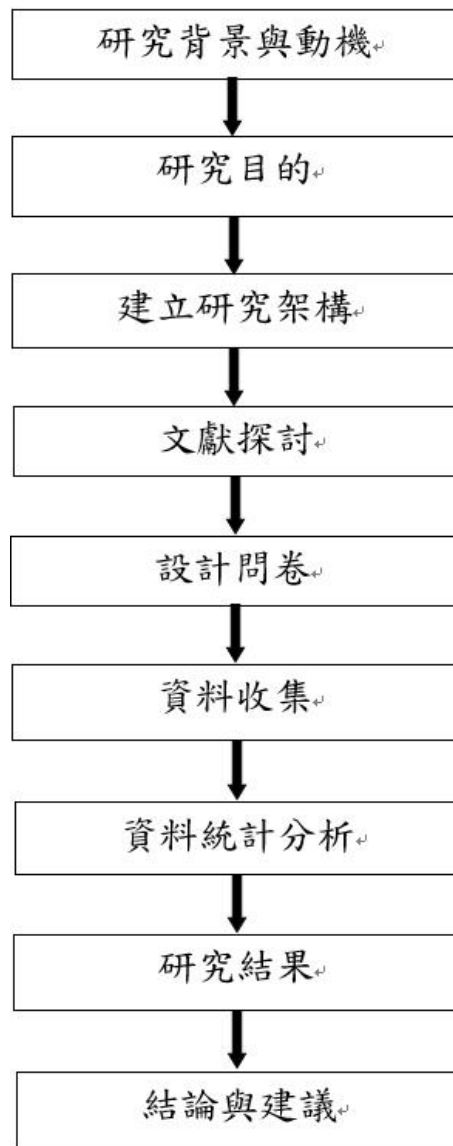 研究背景與動機
研究目的
建立研究架構
文獻探討
設計問卷
資料收集
資料統計分析
研究結果
結論與建議